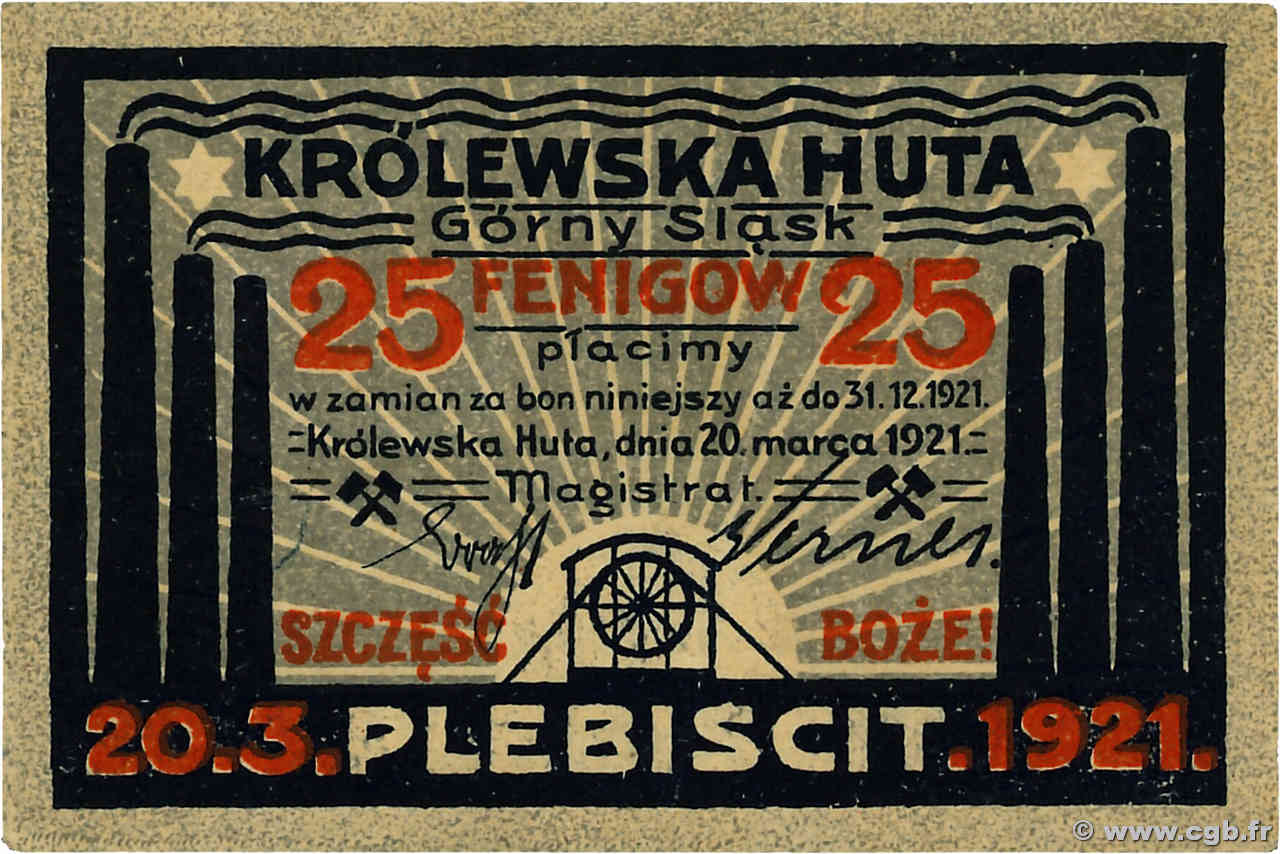 KRÓLEWSKA HUTA
Górny Sląsk
25 FENIGOW 25
płacimy
w zamian za bon niniejszy aż do 31.12.1921.
=Królewska Huta, dnia 20. marca 1921.=
Magistrat.
SZCZĘŚĆ BOŻE!
20.3. PLEBISCIT .1921.
© www.cgb.fr